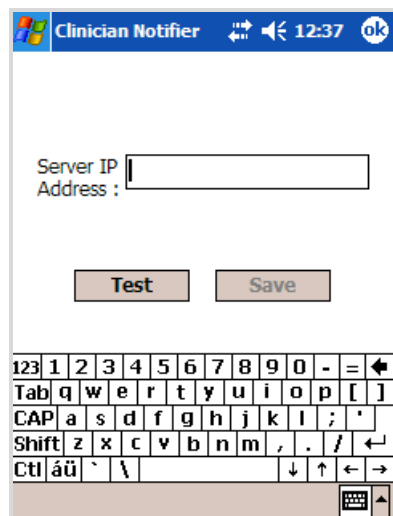 Clinician Notifier 12:37 ok
Server IP
Address :
Test Save
123 1 2 3 4 5 6 7 8 9 0 - =
Tab q w e r t y u i o p [ ]
CAP a s d f g h j k l ; '
Shift z x c v b n m , . /
Ctl áü ` \